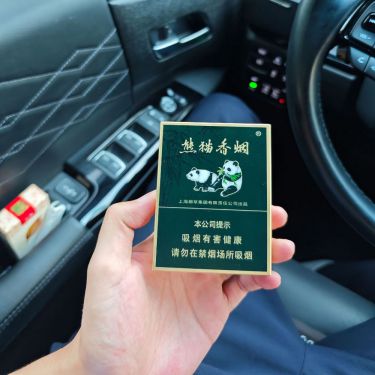 熊猫香烟
®
上海烟草集团有限责任公司出品
本公司提示
吸烟有害健康
请勿在禁烟场所吸烟